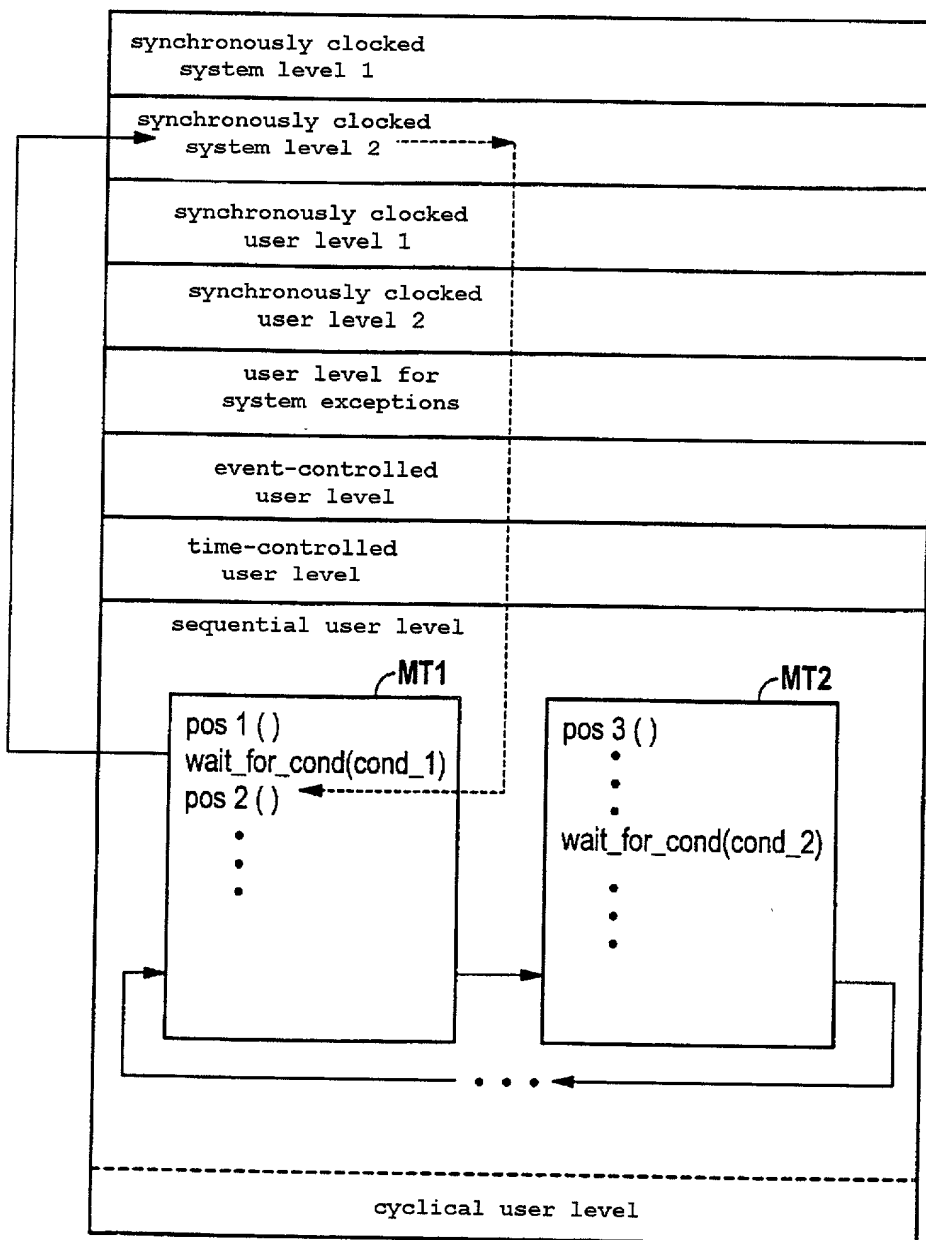 synchronously clocked
system level 1
synchronously clocked
system level 2
synchronously clocked
user level 1
synchronously clocked
user level 2
user level for
system exceptions
event-controlled
user level
time-controlled
user level
sequential user level
MT1
pos 1 ( )
wait_for_cond(cond_1)
pos 2 ( )
MT2
pos 3 ( )
wait_for_cond(cond_2)
cyclical user level